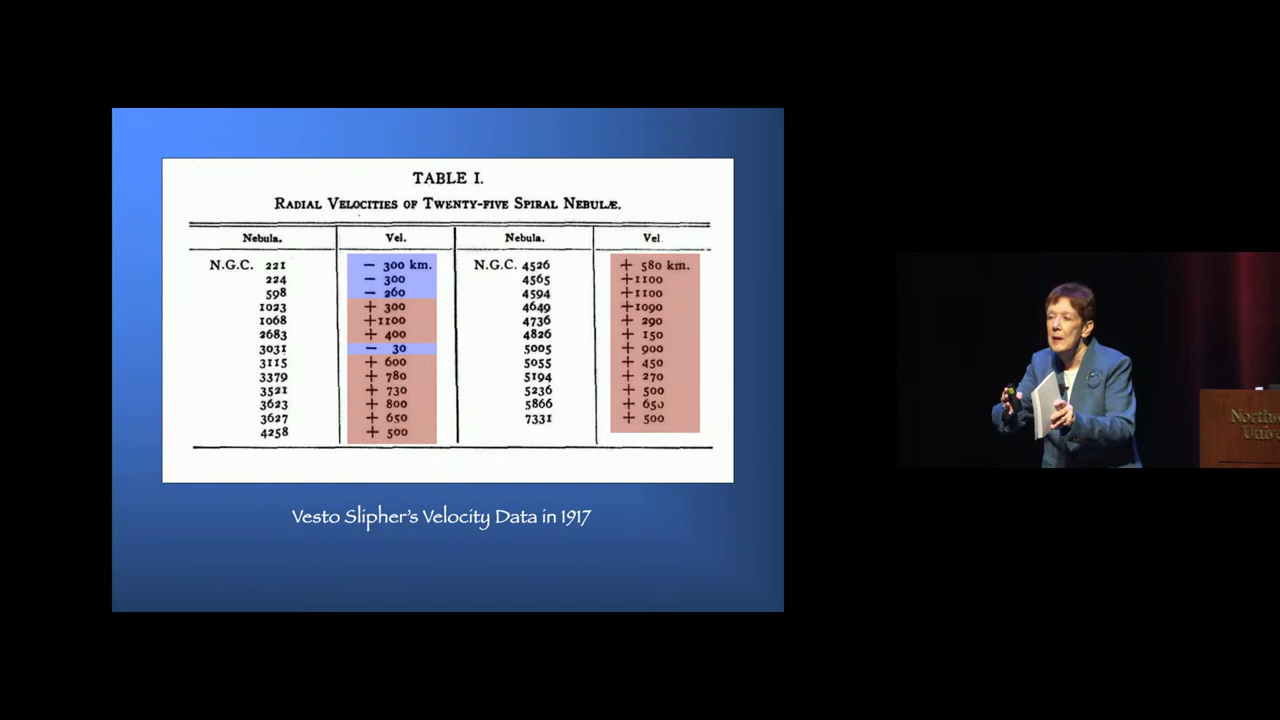 TABLE I.
RADIAL VELOCITIES OF TWENTY-FIVE SPIRAL NEBULÆ.
Nebula. Vel. Nebula. Vel
N.G.C. 221 − 300 km. N.G.C. 4526 + 580 km.
224 − 300 4565 +1100
598 − 260 4594 +1100
1023 + 300 4649 +1090
1068 +1100 4736 + 290
2683 + 400 4826 + 150
3031 − 30 5005 + 900
3115 + 600 5055 + 450
3379 + 780 5194 + 270
3521 + 730 5236 + 500
3623 + 800 5866 + 650
3627 + 650 7331 + 500
4258 + 500
Vesto Slipher's Velocity Data in 1917